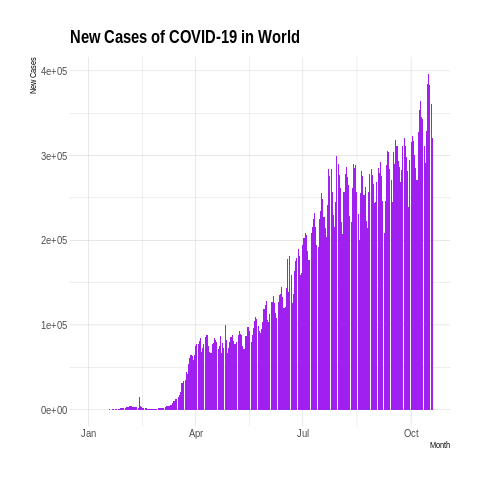 New Cases of COVID-19 in World
New Cases
4e+05
3e+05
2e+05
1e+05
0e+00
Jan Apr Jul Oct
Month